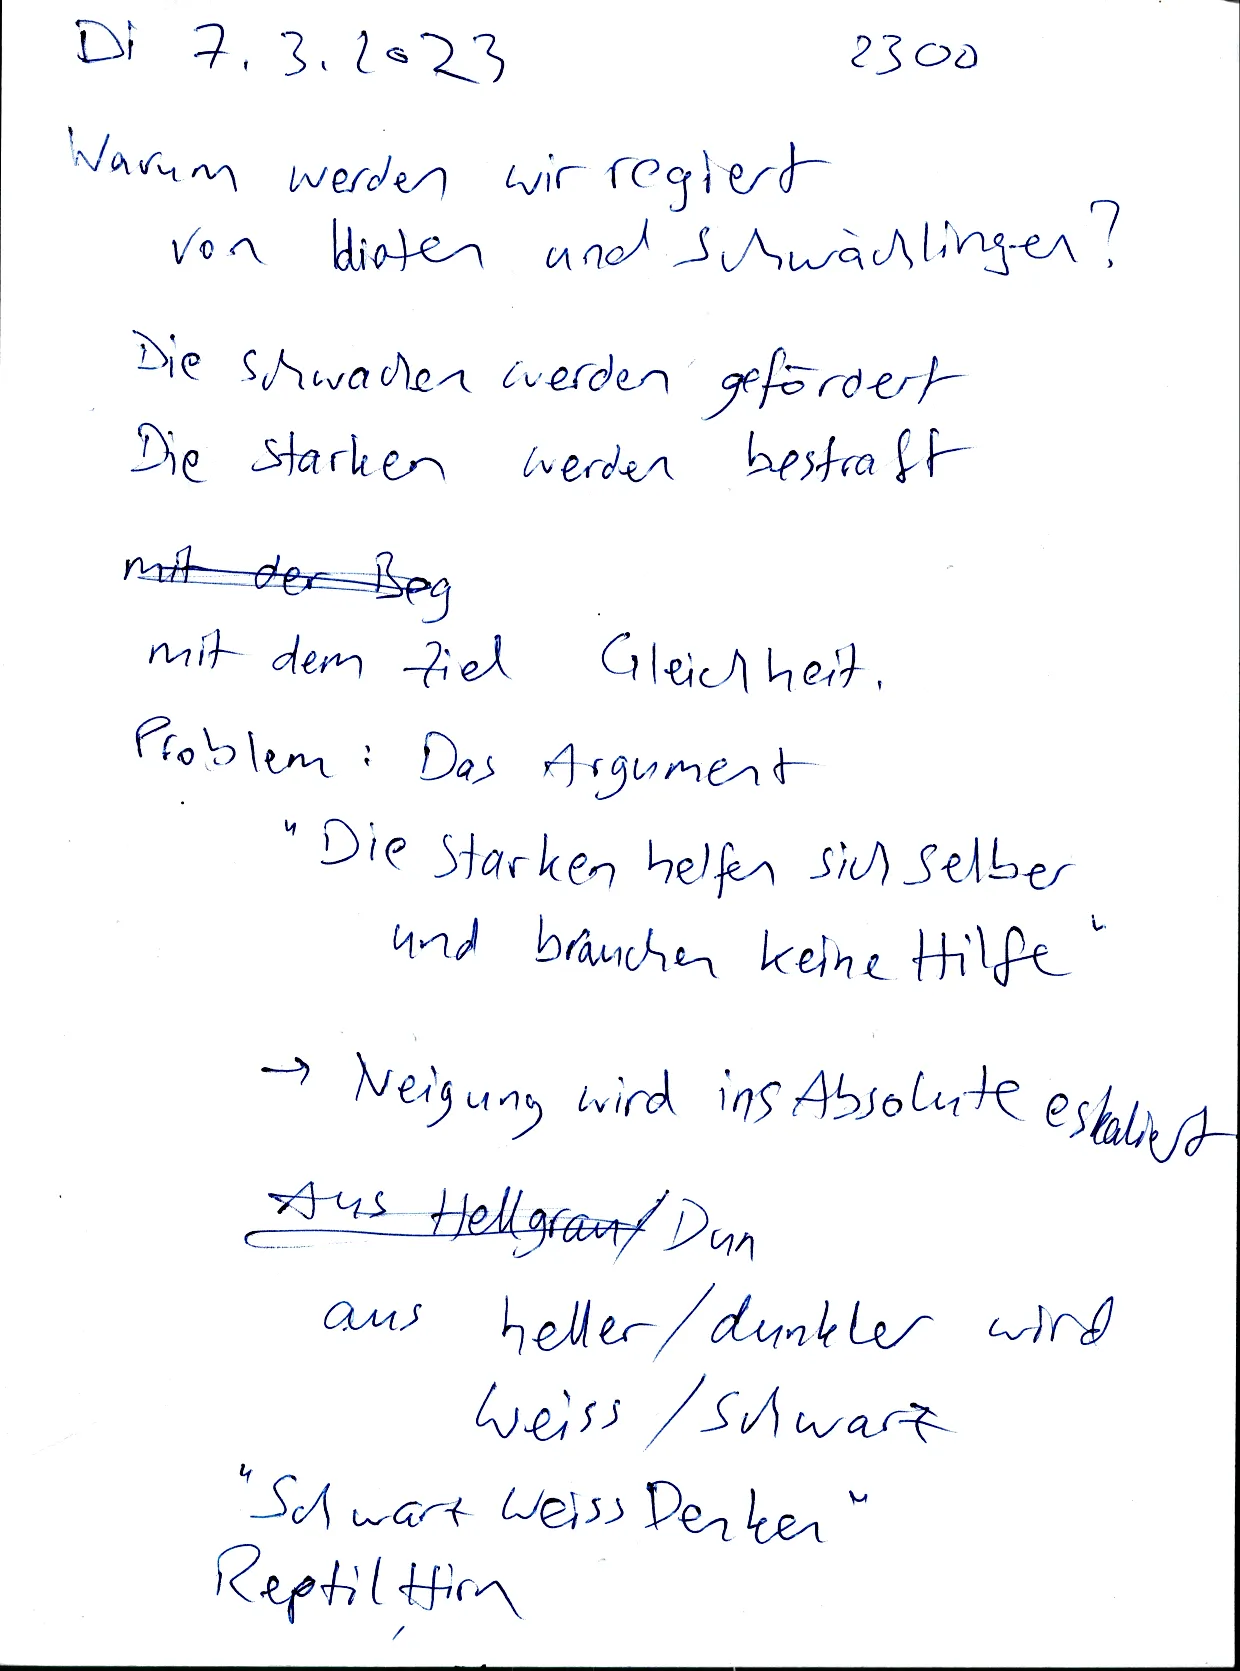 Di 7.3.2023 2300
Warum werden wir regiert
von Idioten und Schwächlingen?
Die schwachen werden gefördert
Die starken werden bestraft
mit der Beg
mit dem Ziel Gleichheit.
Problem: Das Argument
"Die Starken helfen sich selber
und brauchen keine Hilfe"
→ Neigung wird ins Absolute eskaliert
Aus Hellgrau/Dun
aus heller/dunkler wird
weiss/schwarz
"Schwarz Weiss Denken"
Reptil Hirn